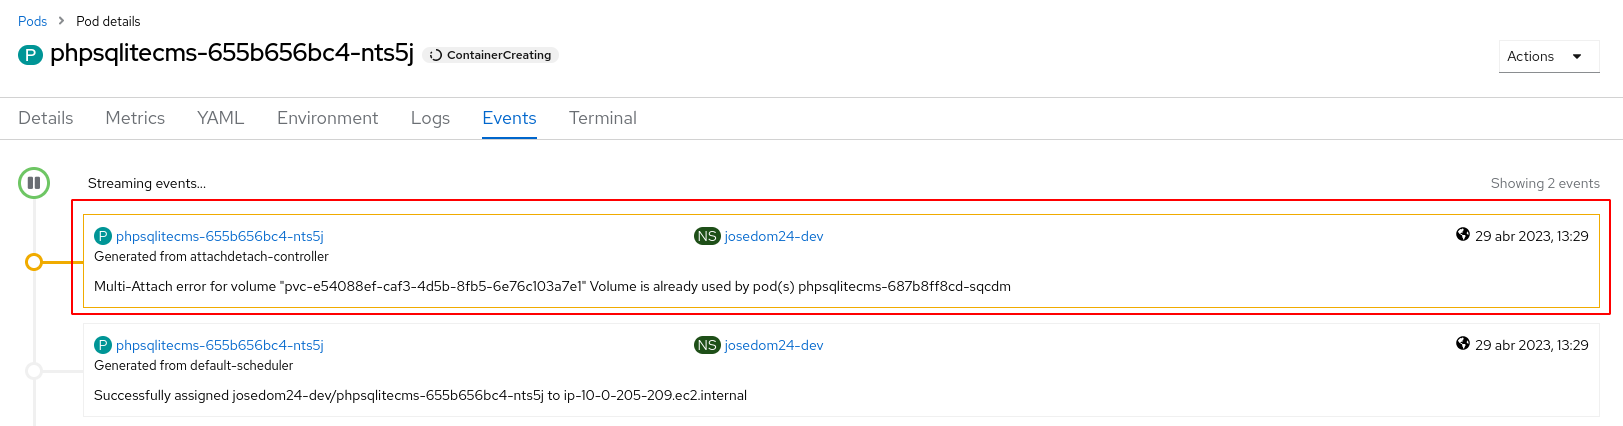 Pods > Pod details
P phpsqlitecms-655b656bc4-nts5j ContainerCreating
Actions
Details Metrics YAML Environment Logs Events Terminal
Streaming events... Showing 2 events
P phpsqlitecms-655b656bc4-nts5j NS josedom24-dev 29 abr 2023, 13:29
Generated from attachdetach-controller
Multi-Attach error for volume "pvc-e54088ef-caf3-4d5b-8fb5-6e76c103a7e1" Volume is already used by pod(s) phpsqlitecms-687b8ff8cd-sqcdm
P phpsqlitecms-655b656bc4-nts5j NS josedom24-dev 29 abr 2023, 13:29
Generated from default-scheduler
Successfully assigned josedom24-dev/phpsqlitecms-655b656bc4-nts5j to ip-10-0-205-209.ec2.internal